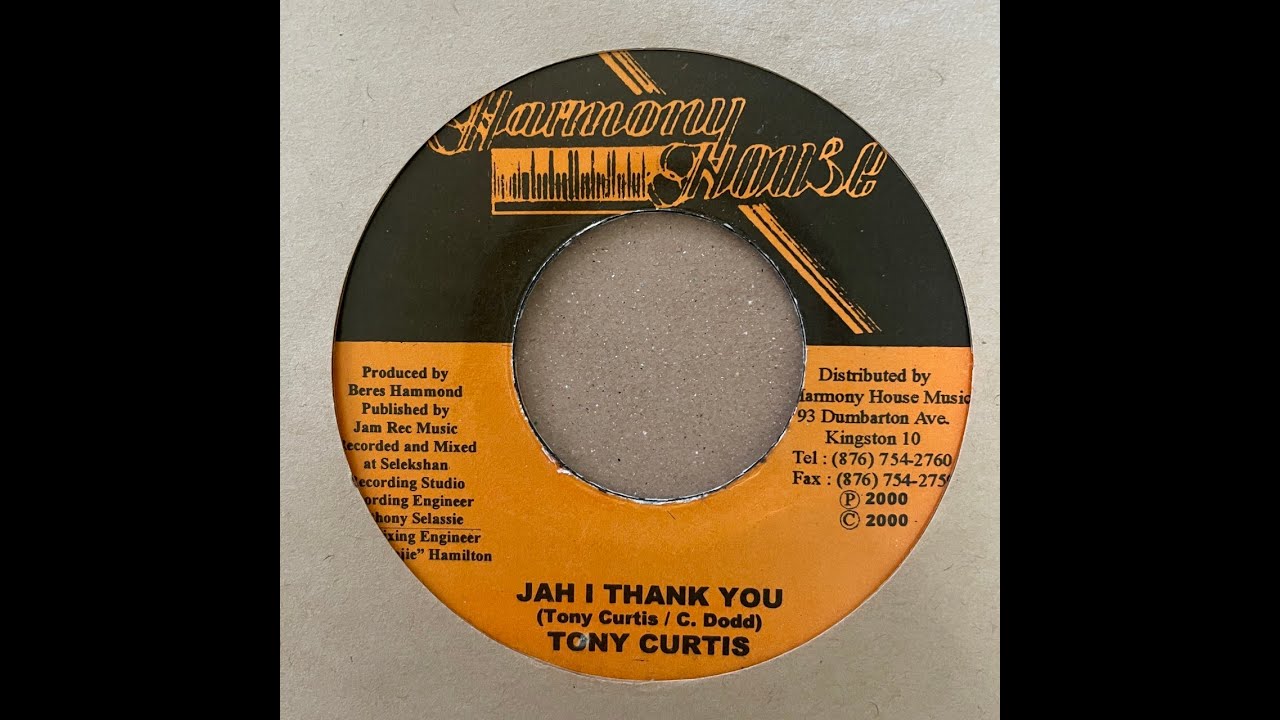 Harmony
House
Produced by
Beres Hammond
Published by
Jam Rec Music
ecorded and Mixed
at Selekshan
ecording Studio
ording Engineer
hony Selassie
ixing Engineer
jie” Hamilton
Distributed by
Harmony House Music
93 Dumbarton Ave.
Kingston 10
Tel : (876) 754-2760
Fax : (876) 754-275
℗ 2000
© 2000
JAH I THANK YOU
(Tony Curtis / C. Dodd)
TONY CURTIS